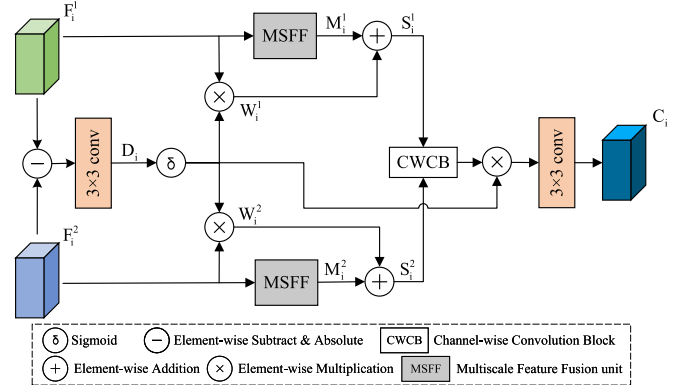 F_i^1
MSFF
M_i^1
+
S_i^1
×
W_i^1
C_i
−
3×3 conv
D_i
δ
CWCB
×
3×3 conv
F_i^2
×
W_i^2
MSFF
M_i^2
+
S_i^2
δ Sigmoid
− Element-wise Subtract & Absolute
CWCB Channel-wise Convolution Block
+ Element-wise Addition
× Element-wise Multiplication
MSFF Multiscale Feature Fusion unit